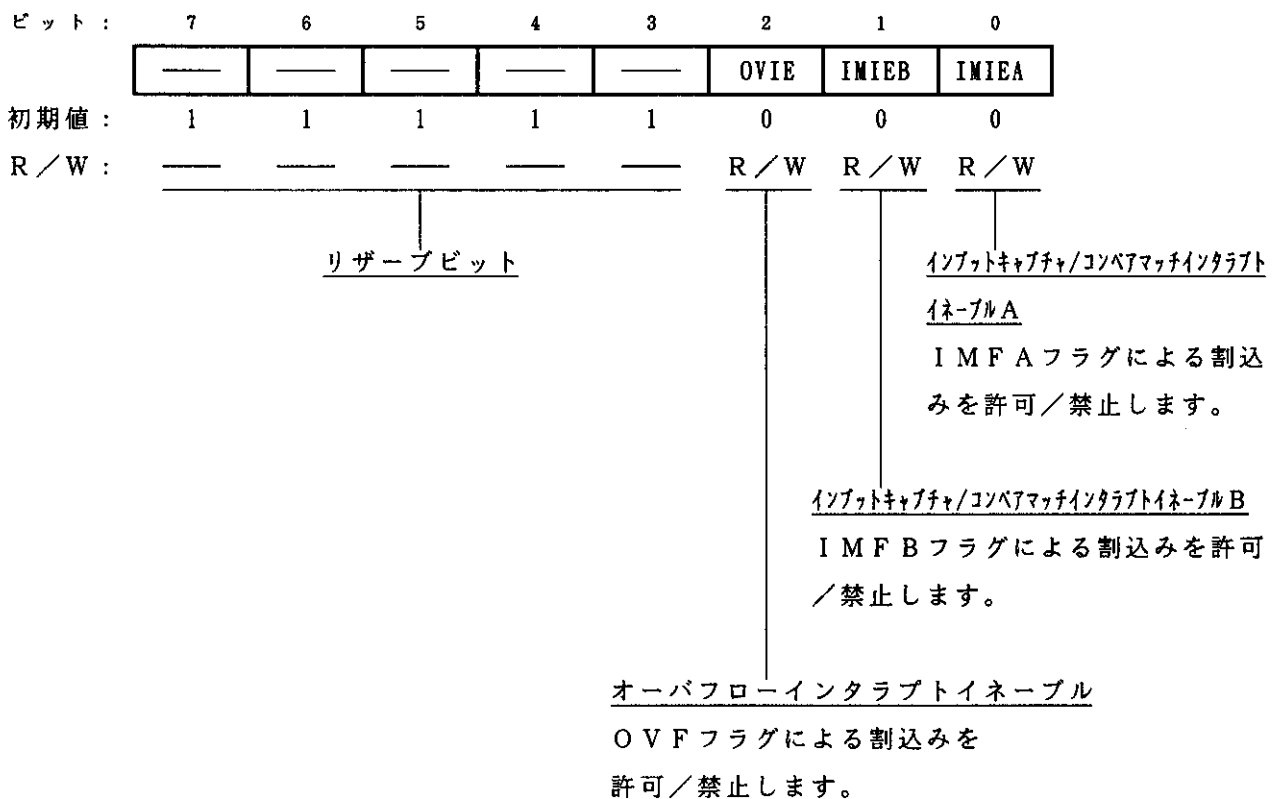 ビット： 7 6 5 4 3 2 1 0
— — — — — OVIE IMIEB IMIEA
初期値： 1 1 1 1 1 0 0 0
R／W： — — — — — R／W R／W R／W
リザーブビット
インプットキャプチャ/コンペアマッチインタラプト
イネーブルA
IMFAフラグによる割込
みを許可／禁止します。
インプットキャプチャ/コンペアマッチインタラプトイネーブルB
IMFBフラグによる割込みを許可
／禁止します。
オーバフローインタラプトイネーブル
OVFフラグによる割込みを
許可／禁止します。